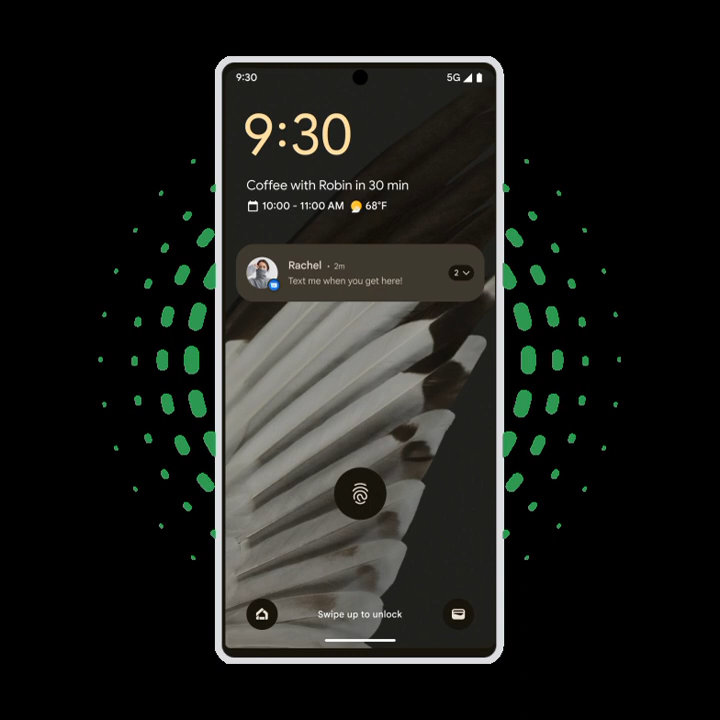 9:30 5G
9:30
Coffee with Robin in 30 min
10:00 - 11:00 AM 68°F
Rachel • 2m
Text me when you get here!
2
Swipe up to unlock